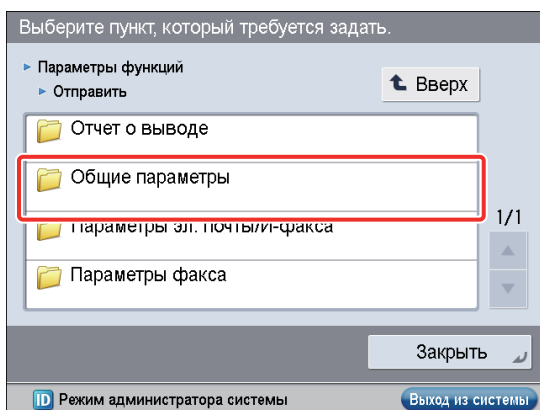 Выберите пункт, который требуется задать.
Параметры функций
Отправить
Вверх
Отчет о выводе
Общие параметры
Параметры эл. почты/И-факса
1/1
Параметры факса
Закрыть
ID Режим администратора системы
Выход из системы